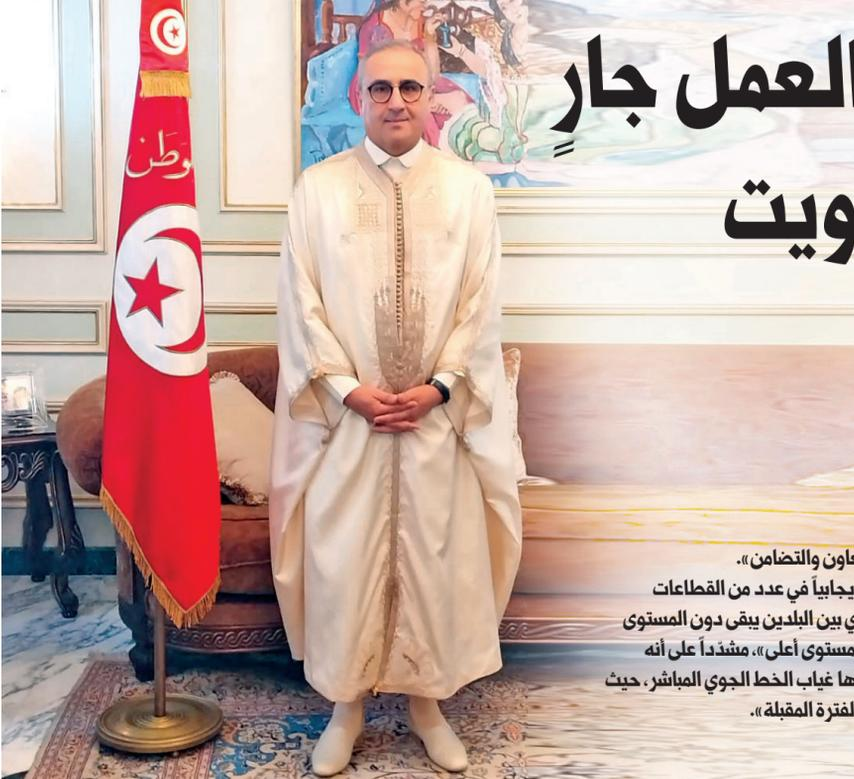 العمل جارٍ
ويت
وَطَن
عاون والتضامن».
يجابياً في عدد من القطاعات
ي بين البلدين يبقى دون المستوى
مستوى أعلى»، مشدّداً على أنه
ها غياب الخط الجوي المباشر، حيث
لفترة المقبلة».